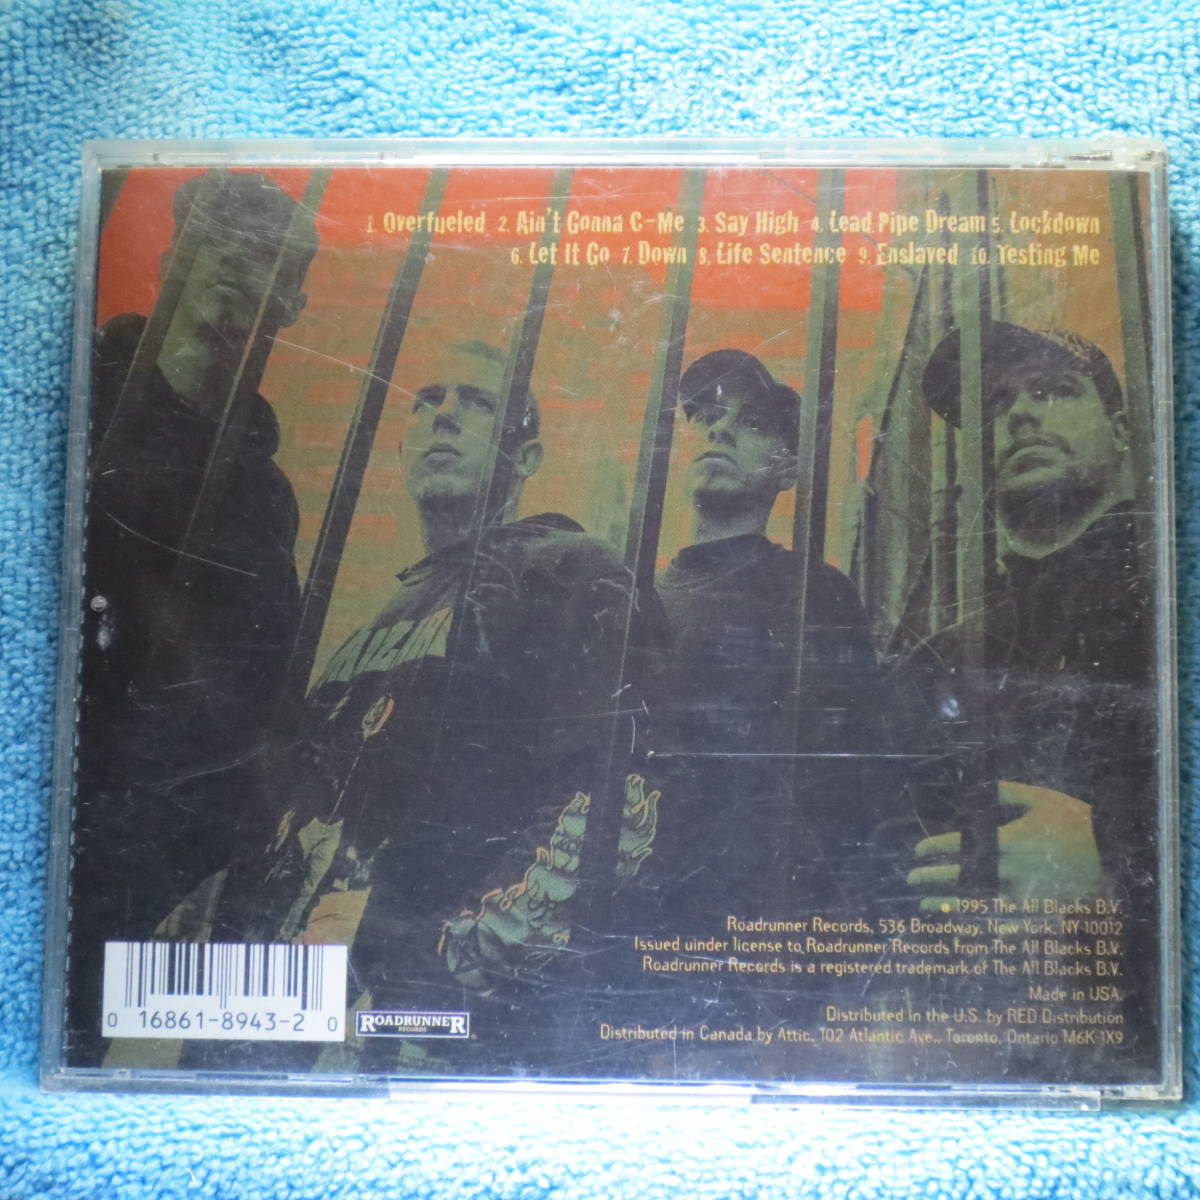 1. Overfueled 2. Ain't Gonna C-Me 3. Say High 4. Lead Pipe Dream 5. Lockdown
6. Let It Go 7. Down 8. Life Sentence 9. Enslaved 10. Testing Me
1995 The All Blacks B.V.
Roadrunner Records, 536 Broadway, New York, NY 10012
Issued uinder license to Roadrunner Records from The All Blacks B.V.
Roadrunner Records is a registered trademark of The All Blacks B.V.
Made in USA.
Distributed in the U.S. by RED Distribution
Distributed in Canada by Attic, 102 Atlantic Ave., Toronto, Ontario M6K 1X9
0 16861-8943-2 0
ROADRUNNER
RECORDS